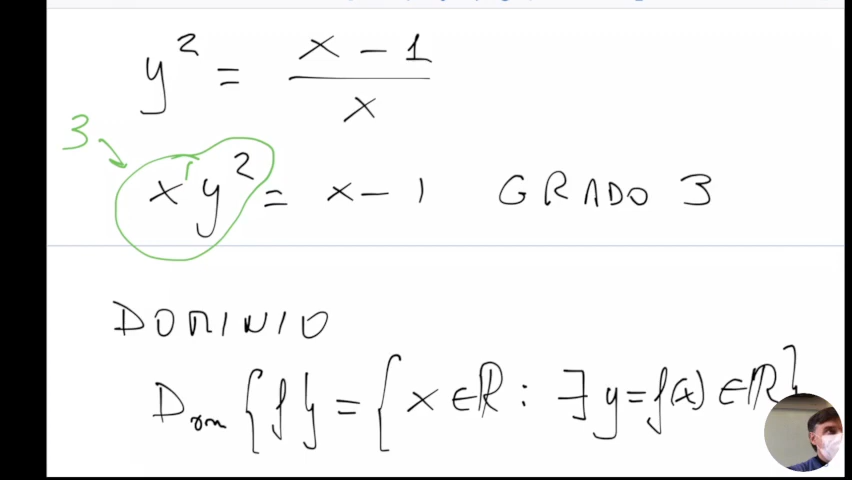 y² = (x - 1)/x
3
x¹y² = x - 1 GRADO 3
DOMINIO
Dom {f} = {x ∈ ℝ : ∃ y = f(x) ∈ ℝ}